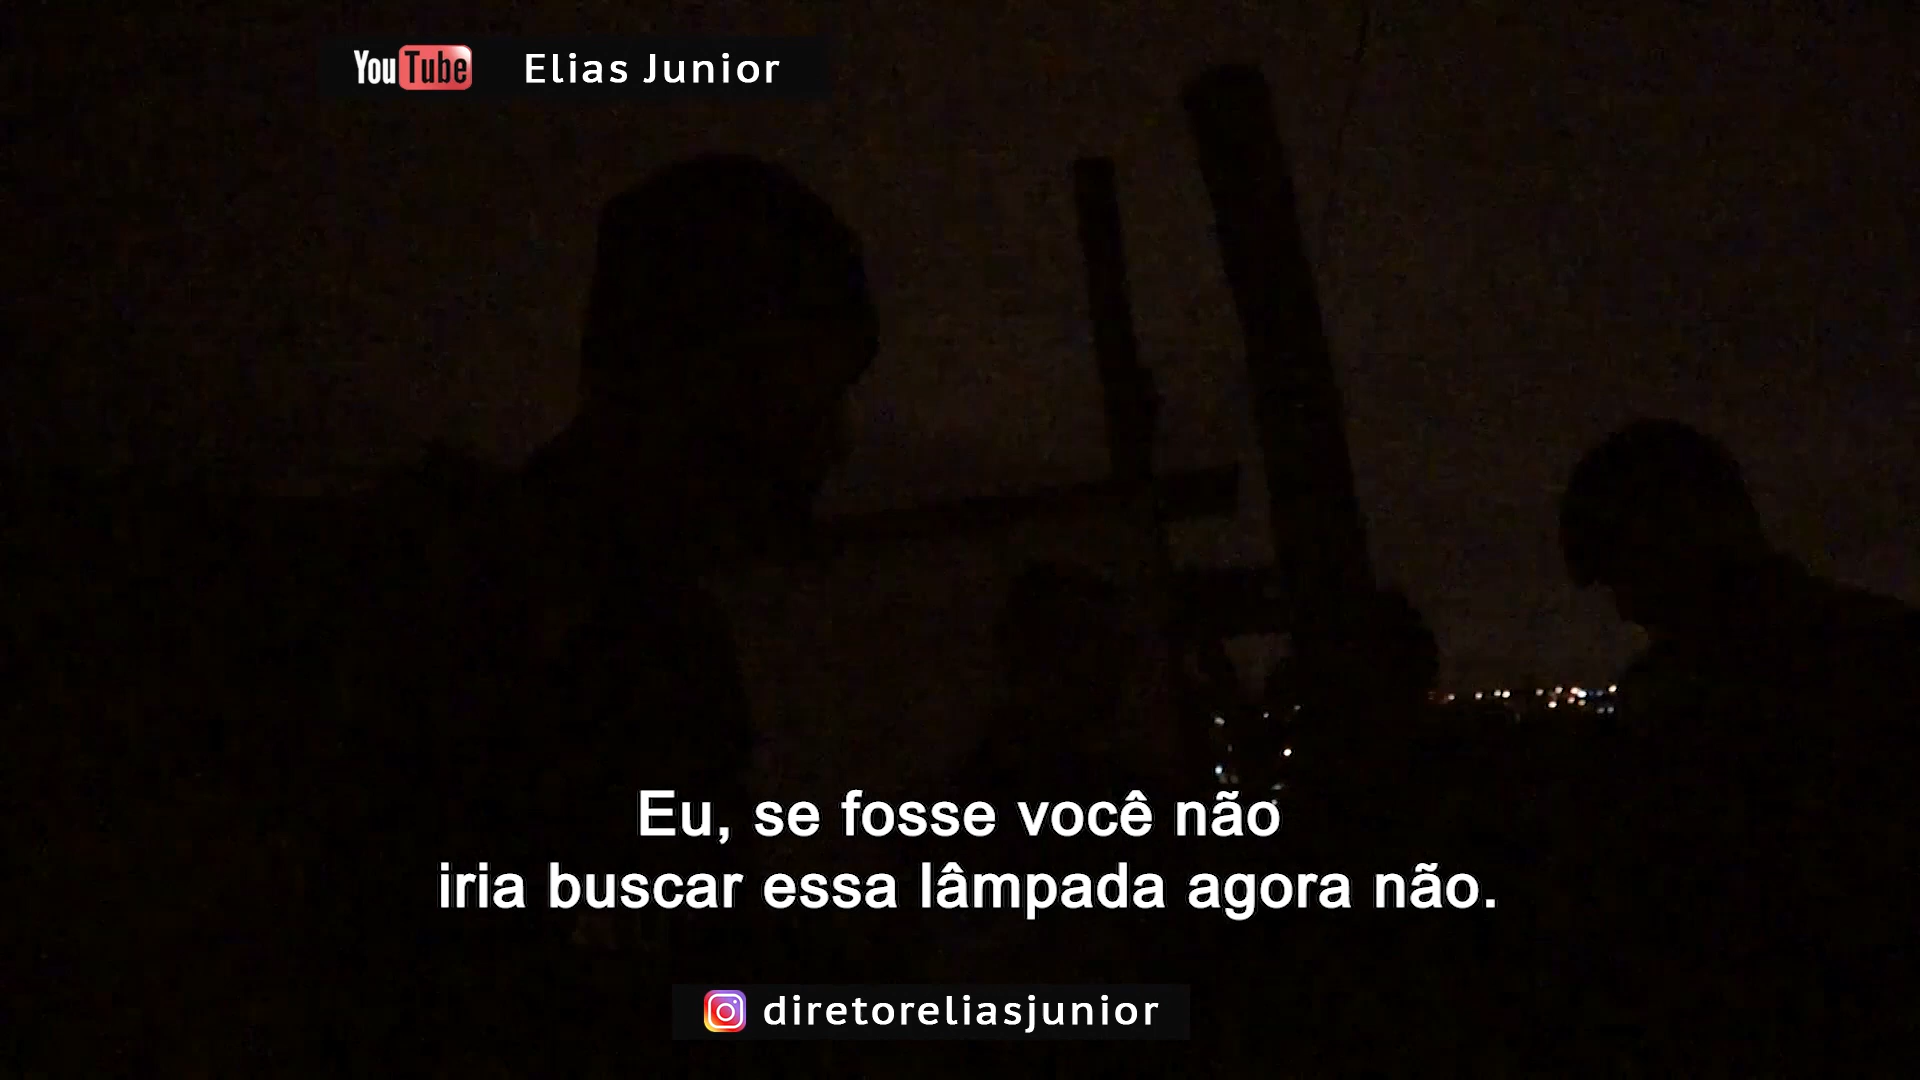 YouTube Elias Junior
Eu, se fosse você não
iria buscar essa lâmpada agora não.
diretoreliasjunior